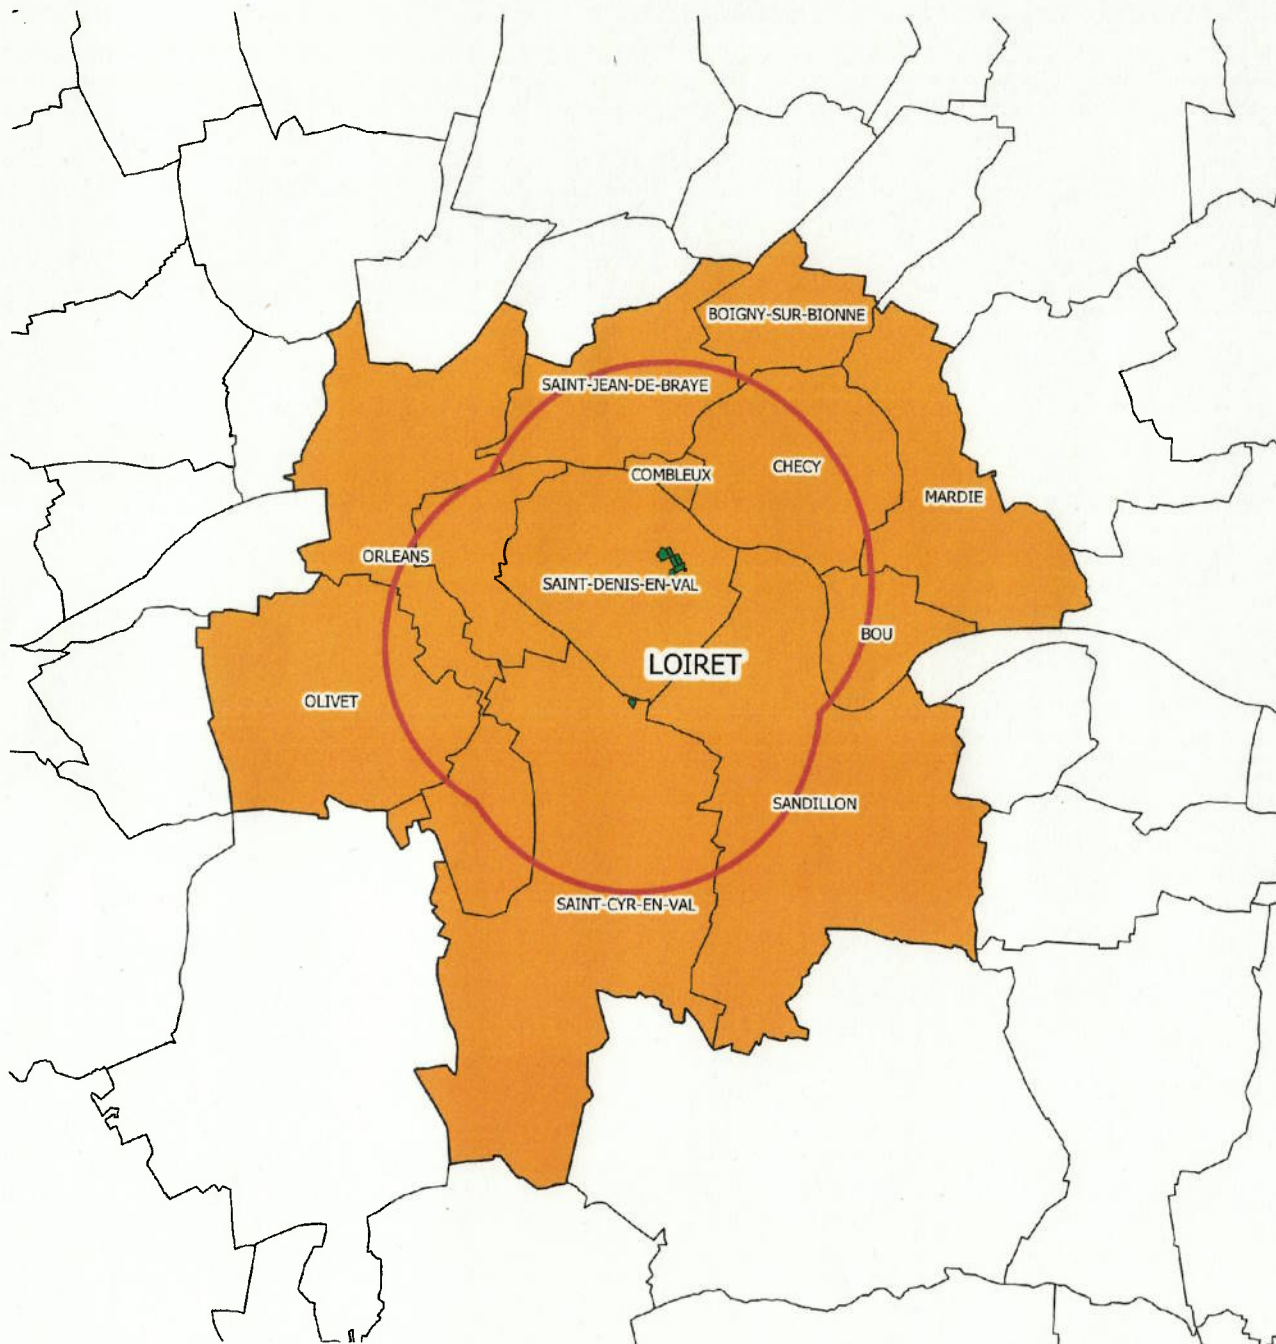 BOIGNY-SUR-BIONNE
SAINT-JEAN-DE-BRAYE
COMBLEUX
CHECY
MARDIE
ORLEANS
SAINT-DENIS-EN-VAL
BOU
LOIRET
OLIVET
SANDILLON
SAINT-CYR-EN-VAL